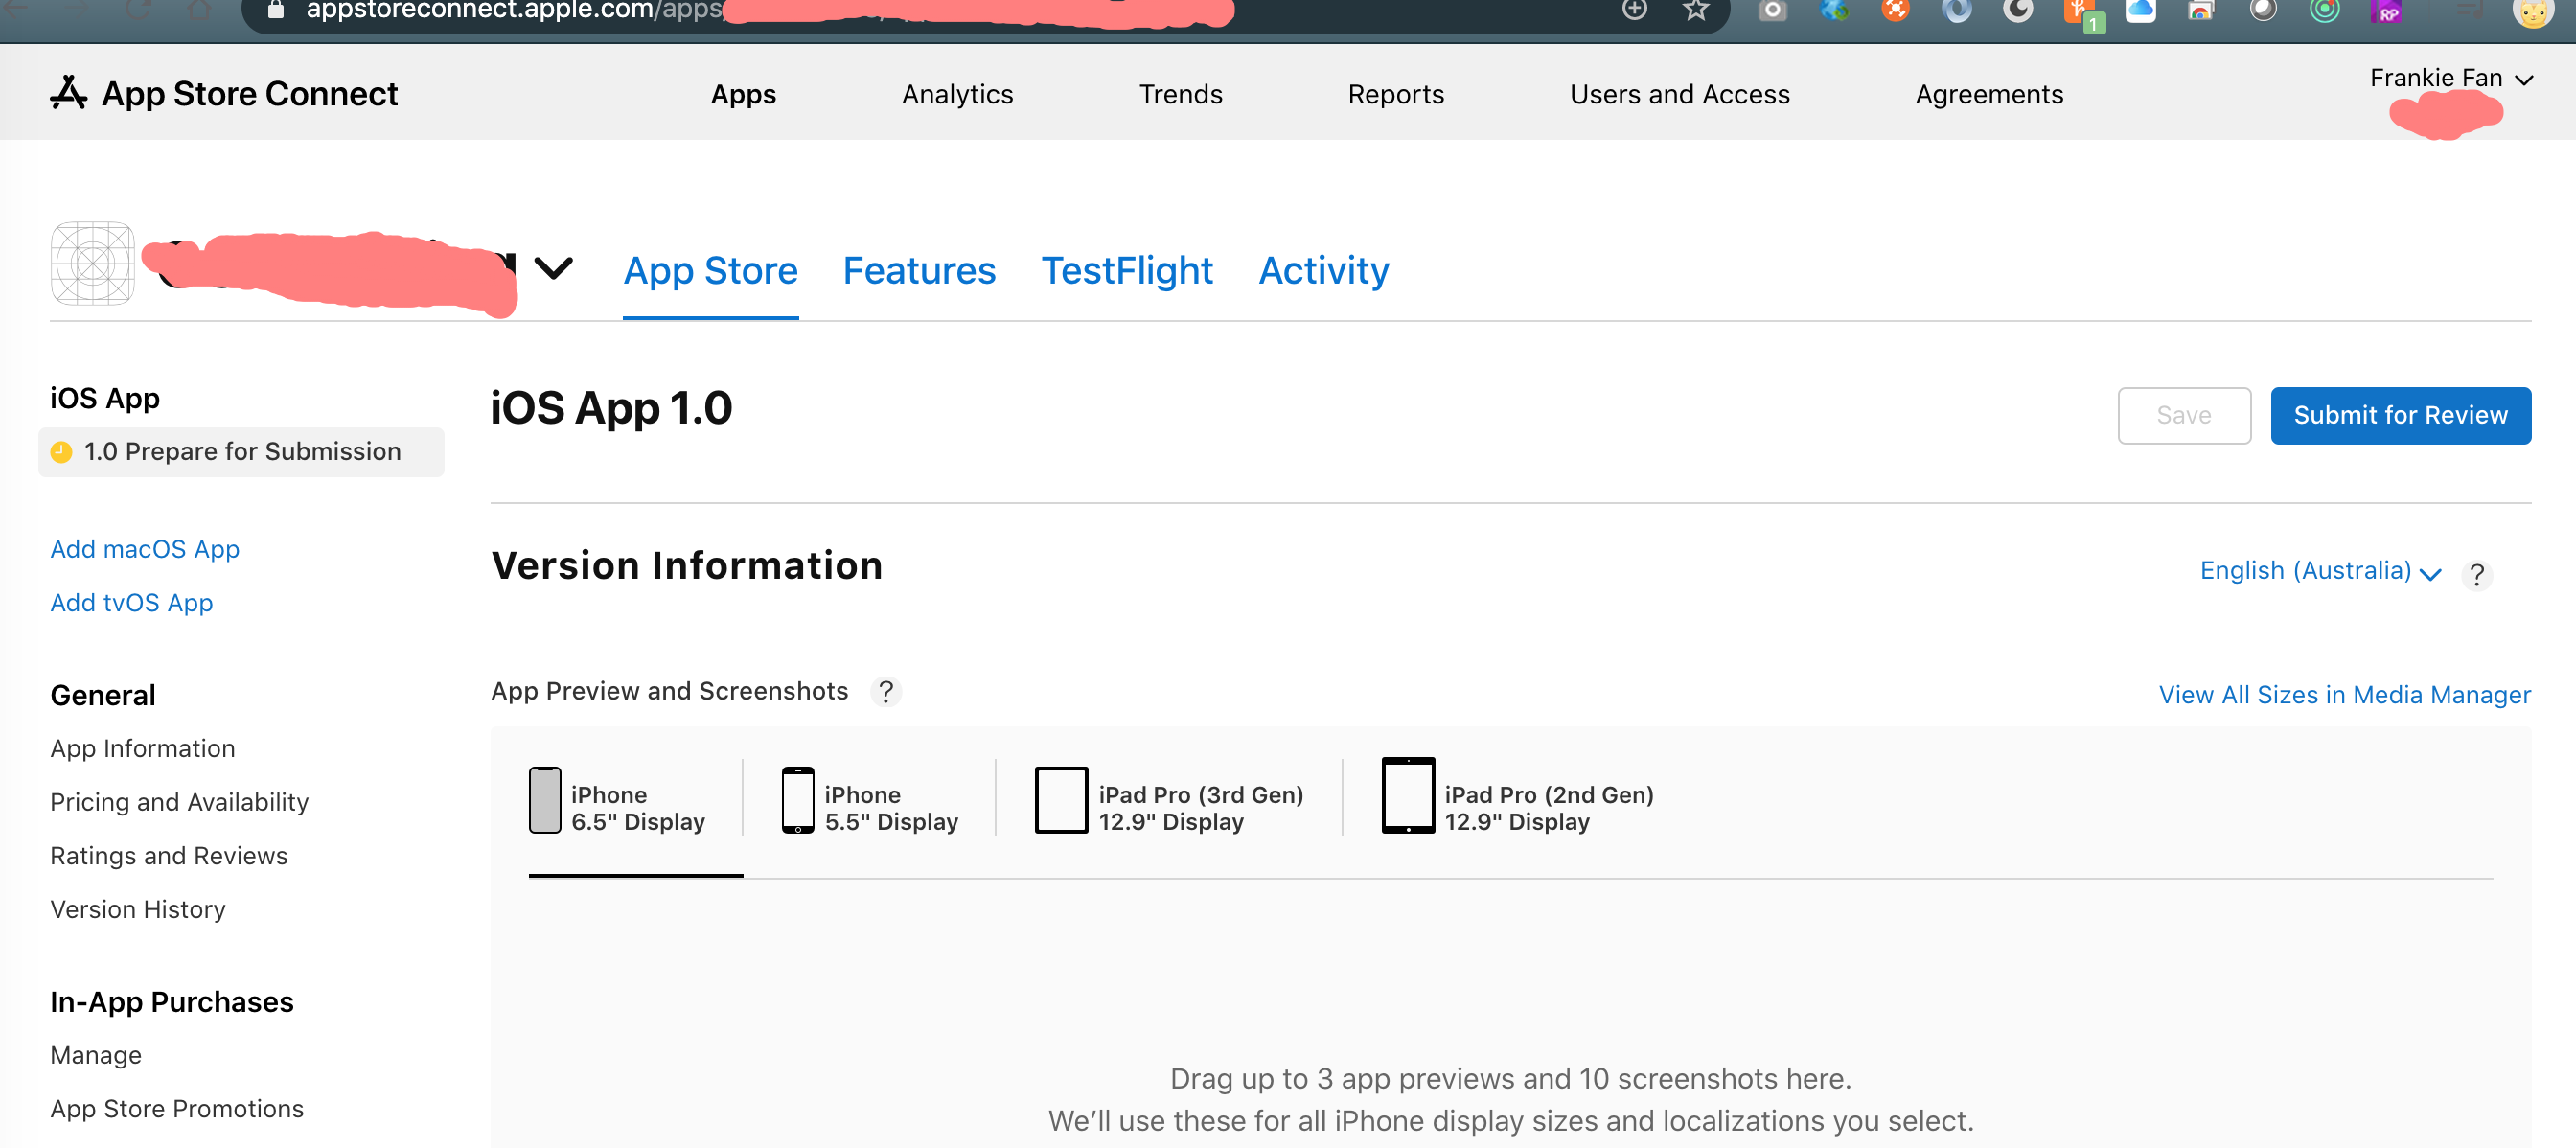 appstoreconnect.apple.com/apps
1
RP
App Store Connect
Apps
Analytics
Trends
Reports
Users and Access
Agreements
Frankie Fan
App Store
Features
TestFlight
Activity
iOS App
1.0 Prepare for Submission
Add macOS App
Add tvOS App
General
App Information
Pricing and Availability
Ratings and Reviews
Version History
In-App Purchases
Manage
App Store Promotions
iOS App 1.0
Save
Submit for Review
Version Information
English (Australia)
?
App Preview and Screenshots
?
View All Sizes in Media Manager
iPhone
6.5" Display
iPhone
5.5" Display
iPad Pro (3rd Gen)
12.9" Display
iPad Pro (2nd Gen)
12.9" Display
Drag up to 3 app previews and 10 screenshots here.
We'll use these for all iPhone display sizes and localizations you select.